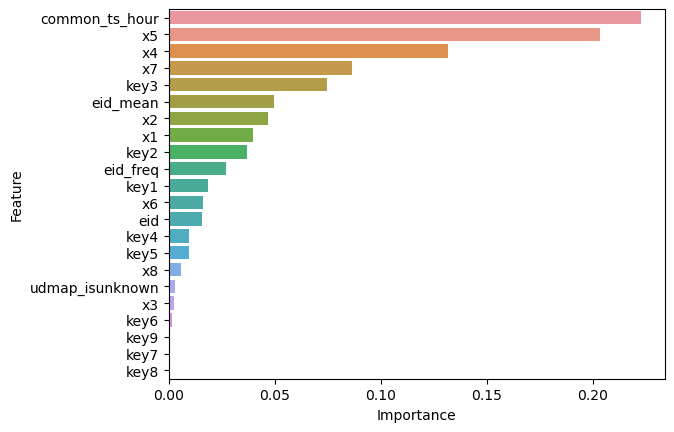 common_ts_hour
x5
x4
x7
key3
eid_mean
x2
x1
key2
eid_freq
key1
x6
eid
key4
key5
x8
udmap_isunknown
x3
key6
key9
key7
key8
Feature
0.00 0.05 0.10 0.15 0.20
Importance